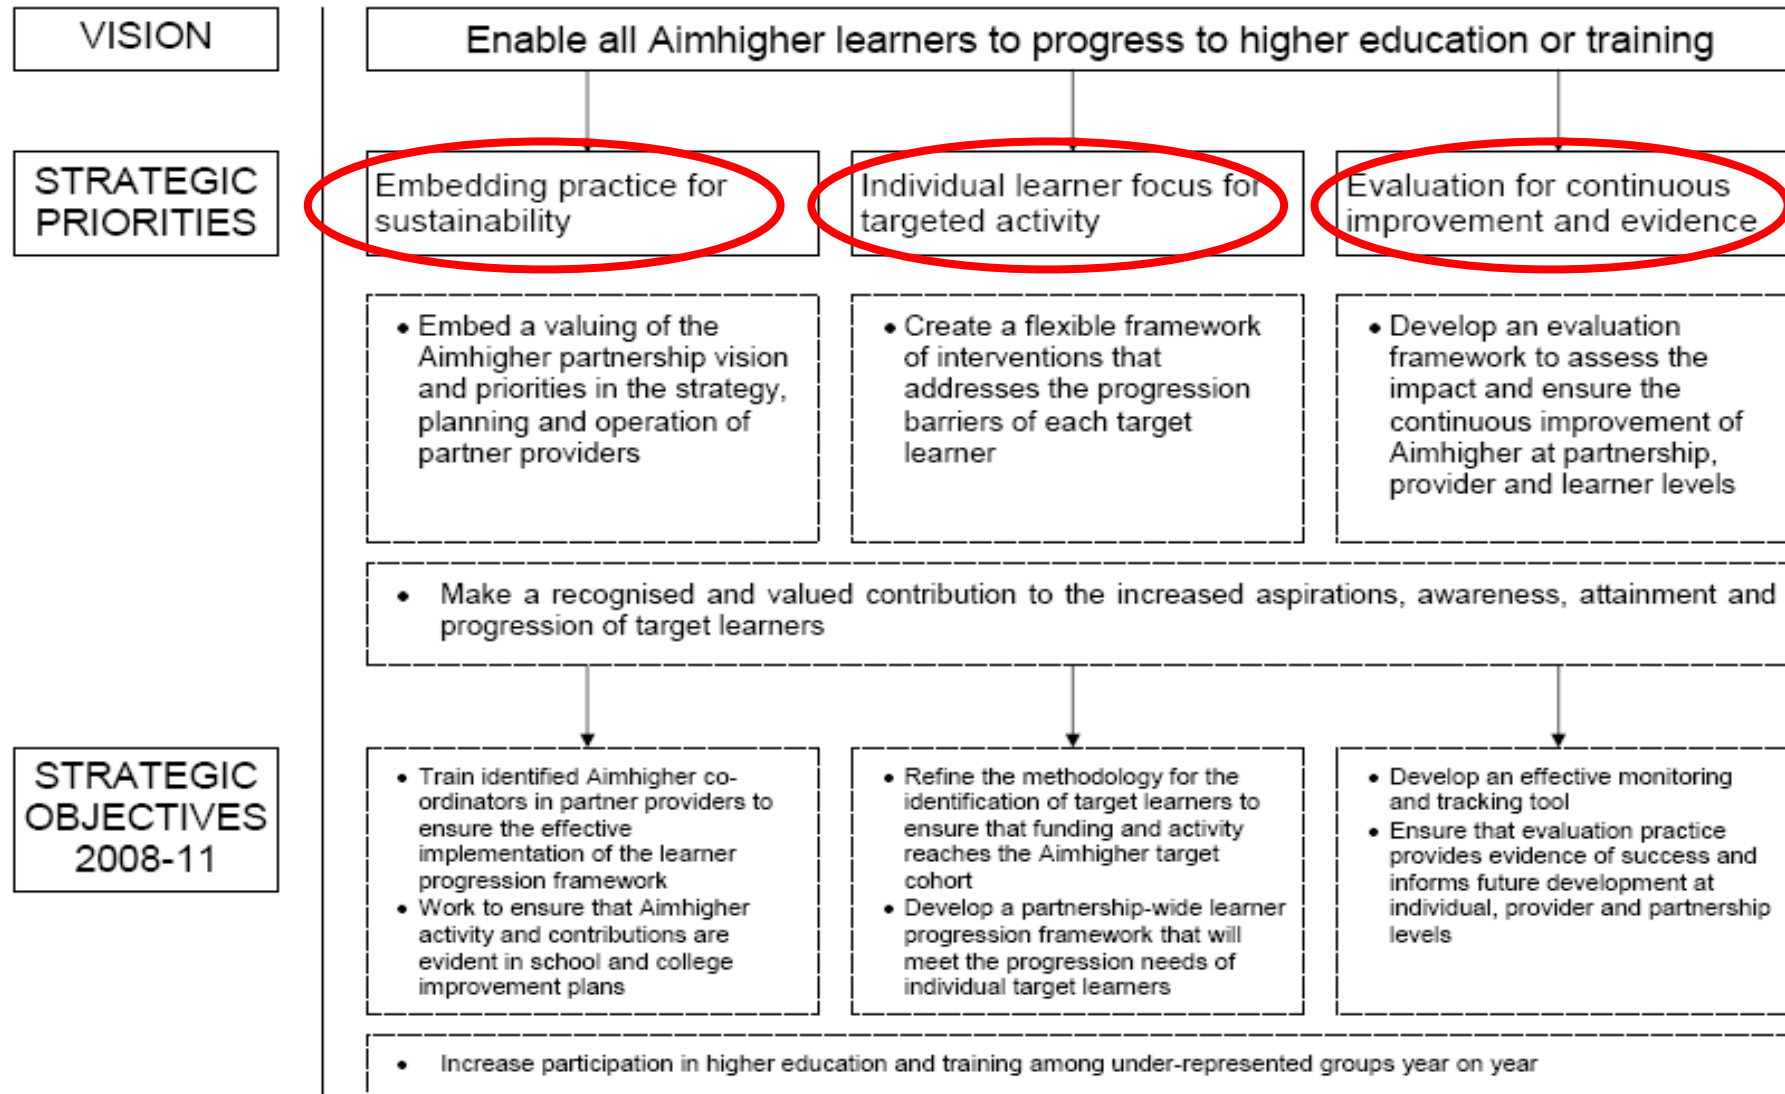 VISION
Enable all Aimhigher learners to progress to higher education or training
STRATEGIC
PRIORITIES
Embedding practice for
sustainability
Individual learner focus for
targeted activity
Evaluation for continuous
improvement and evidence
• Embed a valuing of the
Aimhigher partnership vision
and priorities in the strategy,
planning and operation of
partner providers
• Create a flexible framework
of interventions that
addresses the progression
barriers of each target
learner
• Develop an evaluation
framework to assess the
impact and ensure the
continuous improvement of
Aimhigher at partnership,
provider and learner levels
• Make a recognised and valued contribution to the increased aspirations, awareness, attainment and
progression of target learners
STRATEGIC
OBJECTIVES
2008-11
• Train identified Aimhigher co-
ordinators in partner providers to
ensure the effective
implementation of the learner
progression framework
• Work to ensure that Aimhigher
activity and contributions are
evident in school and college
improvement plans
• Refine the methodology for the
identification of target learners to
ensure that funding and activity
reaches the Aimhigher target
cohort
• Develop a partnership-wide learner
progression framework that will
meet the progression needs of
individual target learners
• Develop an effective monitoring
and tracking tool
• Ensure that evaluation practice
provides evidence of success and
informs future development at
individual, provider and partnership
levels
• Increase participation in higher education and training among under-represented groups year on year